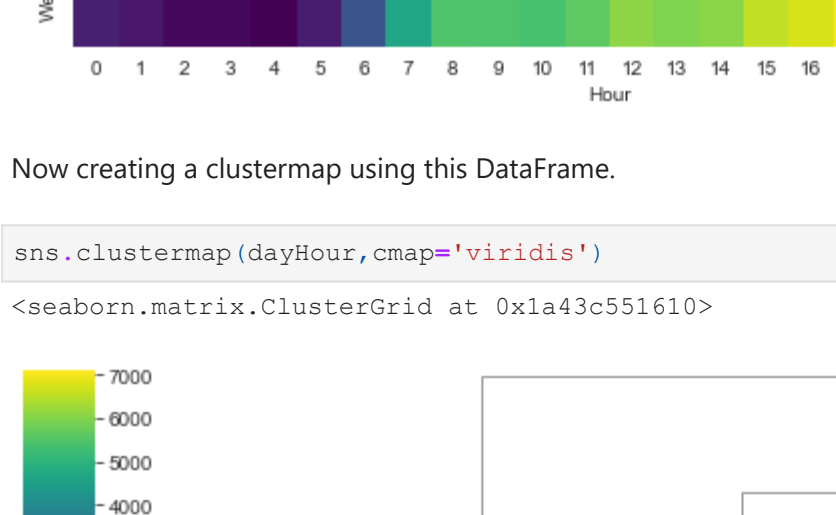 We
0 1 2 3 4 5 6 7 8 9 10 11 12 13 14 15 16
Hour
Now creating a clustermap using this DataFrame.
sns.clustermap(dayHour,cmap='viridis')
<seaborn.matrix.ClusterGrid at 0x1a43c551610>
7000
6000
5000
4000